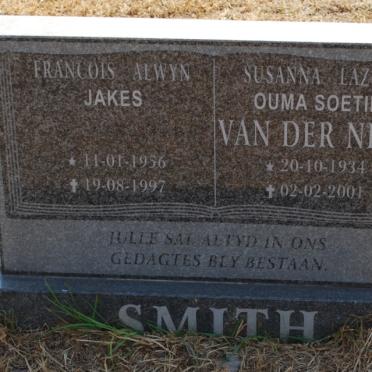 FRANCOIS ALWYN
JAKES
★ 11-01-1956
✝ 19-08-1997
SUSANNA
OUMA
VAN DER
★ 20-10-1934
✝ 02-02-2001
JULLE SAL ALTYD IN ONS
GEDAGTES BLY BESTAAN.
SMITH